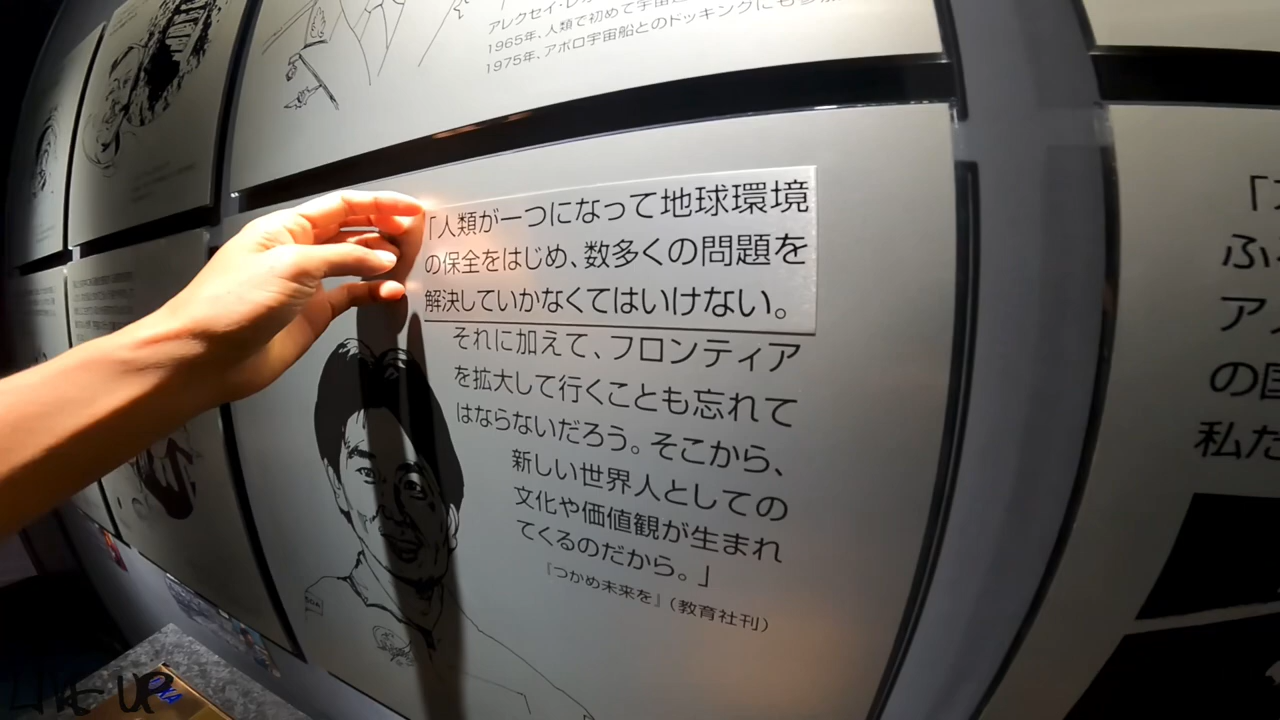 アレクセイ・レオ
1965年、人類で初めて宇宙
1975年、アポロ宇宙船とのドッキングにも参
「人類が一つになって地球環境
の保全をはじめ、数多くの問題を
解決していかなくてはいけない。
それに加えて、フロンティア
を拡大して行くことも忘れて
はならないだろう。そこから、
新しい世界人としての
文化や価値観が生まれ
てくるのだから。」
『つかめ未来を』(教育社刊)
ふ
ア
の国
私た
LIVE UP